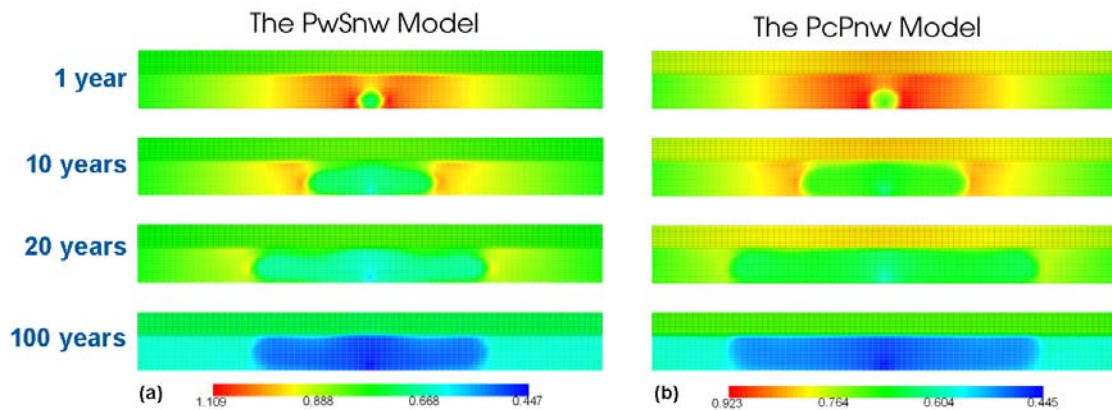 The PwSnw Model
The PcPnw Model
1 year
10 years
20 years
100 years
(a)
1.109 0.888 0.668 0.447
(b)
0.923 0.764 0.604 0.445